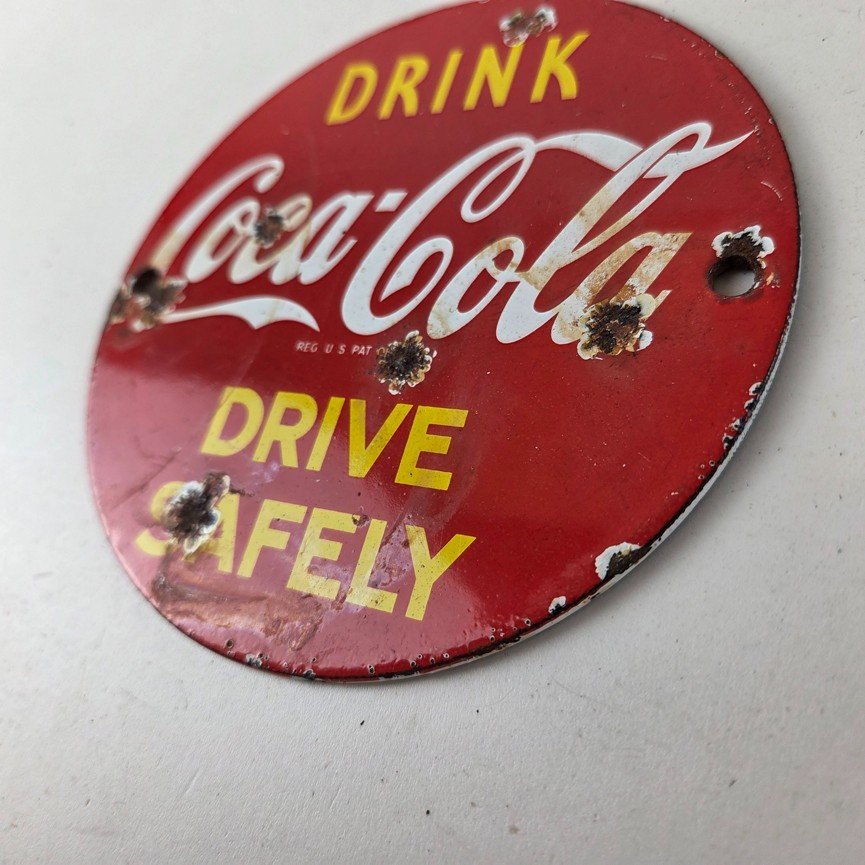 DRINK
Coca-Cola
REG U S PAT
DRIVE
SAFELY